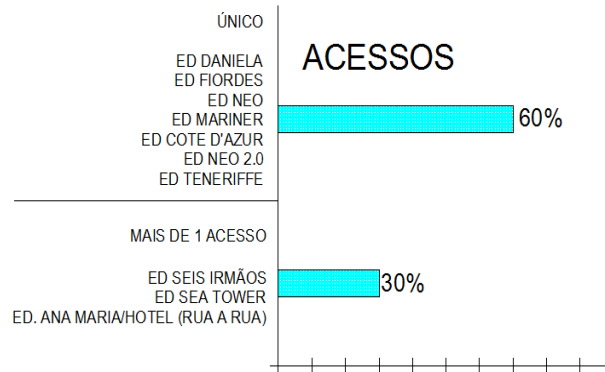 ÚNICO
ACESSOS
ED DANIELA
ED FIORDES
ED NEO
ED MARINER
ED COTE D'AZUR
ED NEO 2.0
ED TENERIFFE
60%
MAIS DE 1 ACESSO
ED SEIS IRMÃOS
ED SEA TOWER
ED. ANA MARIA/HOTEL (RUA A RUA)
30%